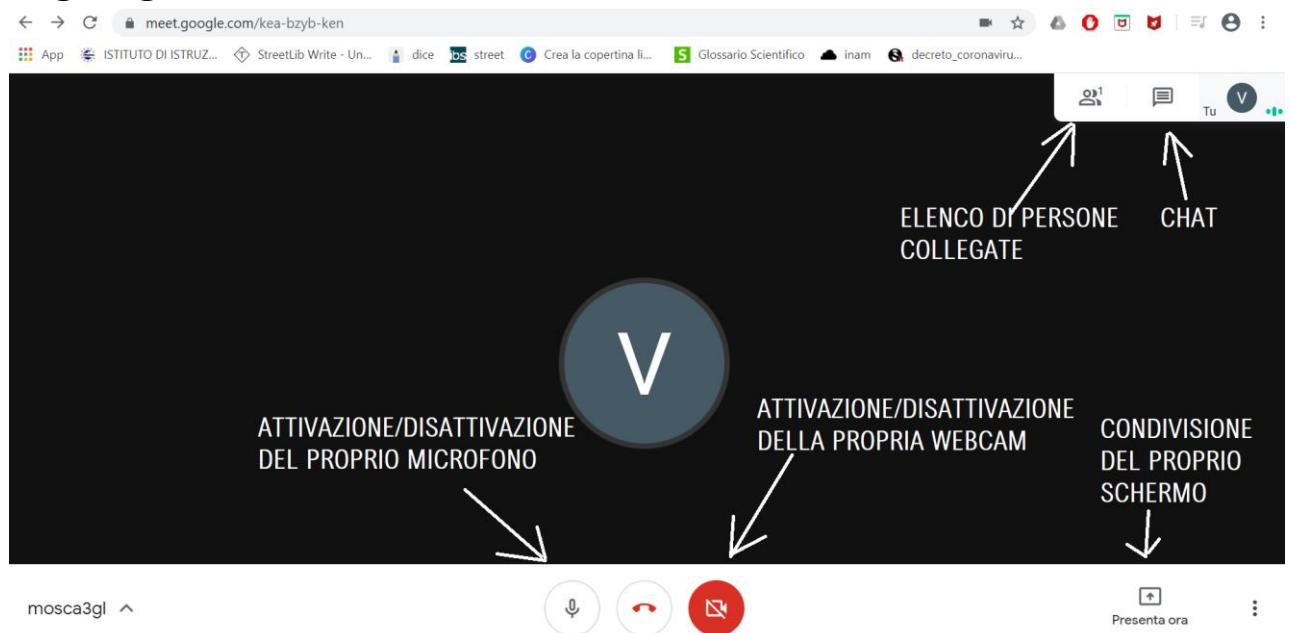 meet.google.com/kea-bzyb-ken
App ISTITUTO DI ISTRUZ... StreetLib Write - Un... dice ibs street Crea la copertina li... S Glossario Scientifico inam decreto_coronaviru...
1 Tu V
ELENCO DI PERSONE CHAT
COLLEGATE
V
ATTIVAZIONE/DISATTIVAZIONE
DEL PROPRIO MICROFONO
ATTIVAZIONE/DISATTIVAZIONE
DELLA PROPRIA WEBCAM
CONDIVISIONE
DEL PROPRIO
SCHERMO
mosca3gl
Presenta ora